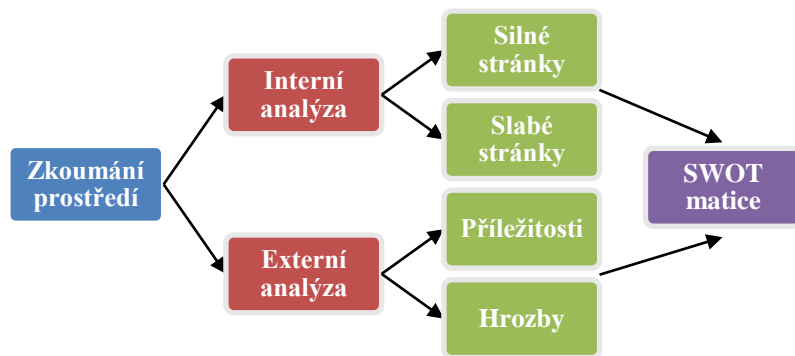 Zkoumání
prostředí
Interní
analýza
Externí
analýza
Silné
stránky
Slabé
stránky
Příležitosti
Hrozby
SWOT
matice